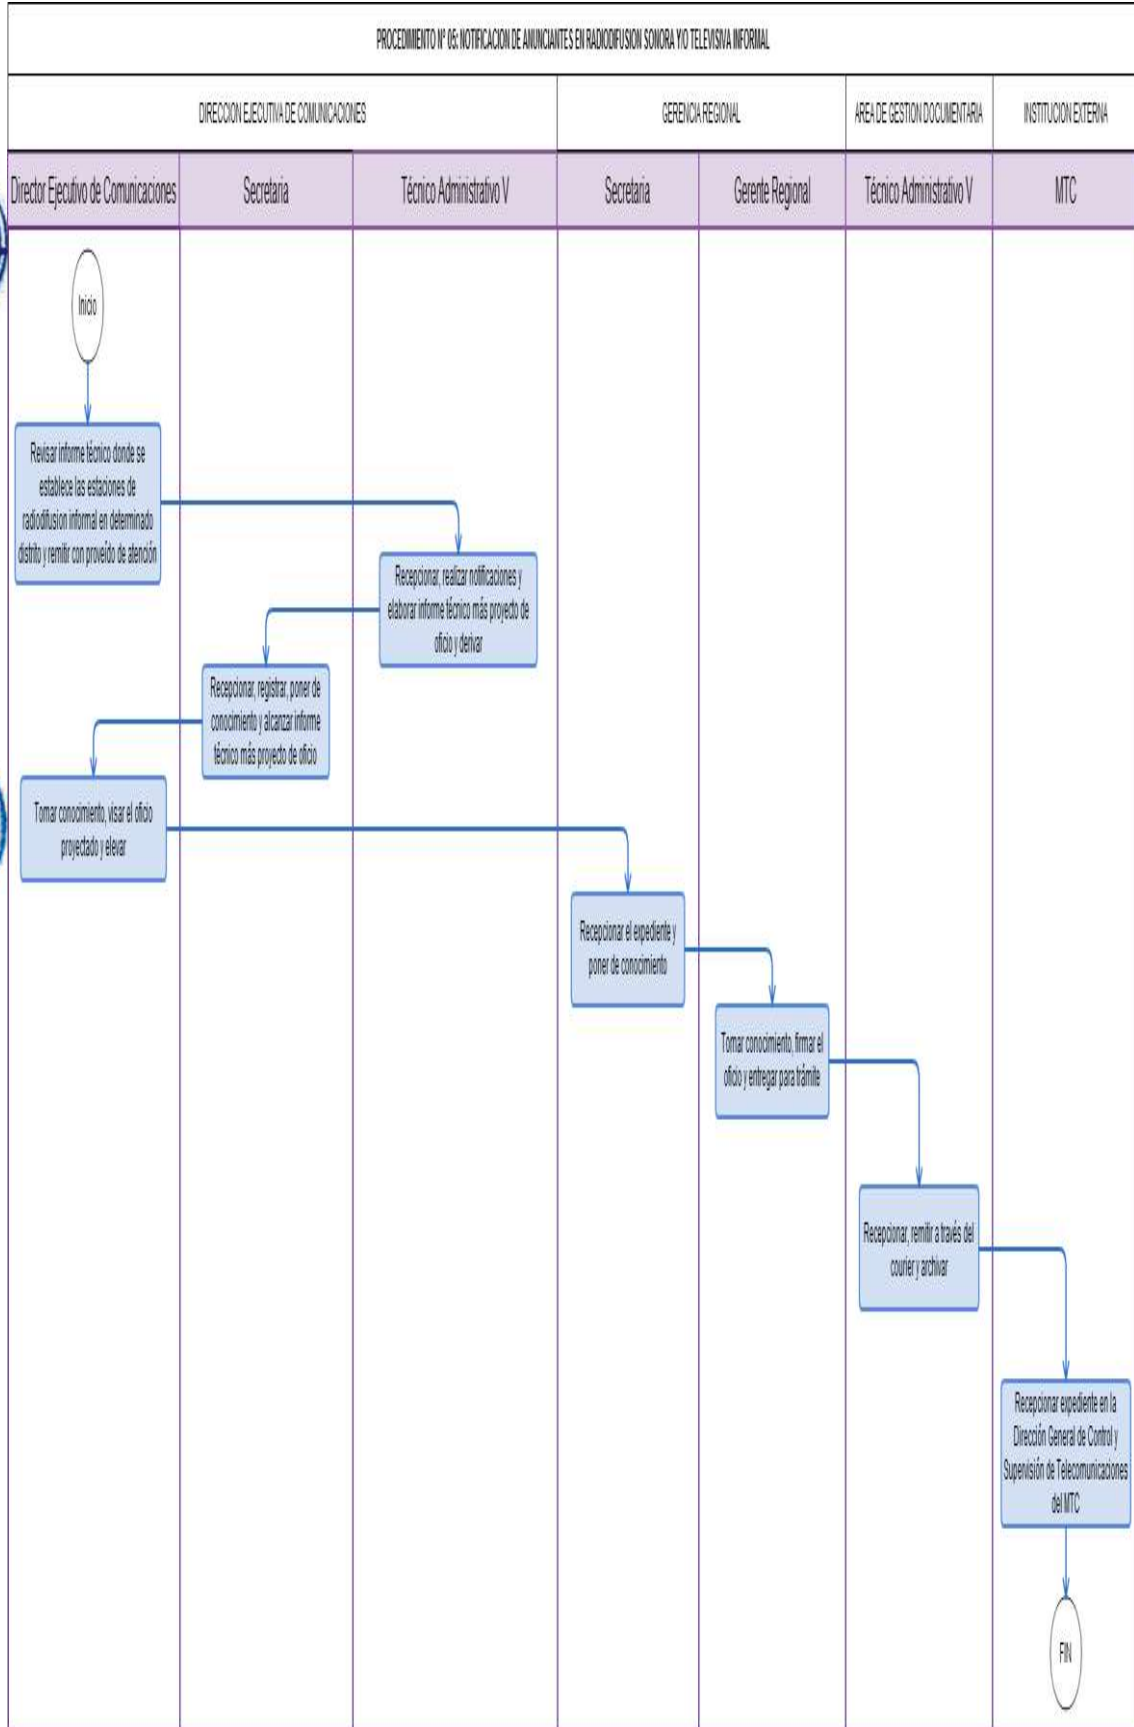 PROCEDIMIENTO N° 05: NOTIFICACION DE ANUNCIANTES EN RADIODIFUSION SONORA Y/O TELEVISIVA INFORMAL
DIRECCION EJECUTIVA DE COMUNICACIONES
GERENCIA REGIONAL
AREA DE GESTION DOCUMENTARIA
INSTITUCION EXTERNA
Director Ejecutivo de Comunicaciones
Secretaria
Técnico Administrativo V
Secretaria
Gerente Regional
Técnico Administrativo V
MTC
Inicio
Revisar informe técnico donde se
establece las estaciones de
radiodifusion informal en determinado
distrito y remitir con proveído de atención
Recepcionar, realizar notificaciones y
elaborar informe técnico más proyecto de
oficio y derivar
Recepcionar, registrar, poner de
conocimiento y alcanzar informe
técnico más proyecto de oficio
Tomar conocimiento, visar el oficio
proyectado y elevar
Recepcionar el expediente y
poner de conocimiento
Tomar conocimiento, firmar el
oficio y entregar para trámite
Recepcionar, remitir a través del
courier y archivar
Recepcionar expediente en la
Dirección General de Control y
Supervisión de Telecomunicaciones
del MTC
FIN